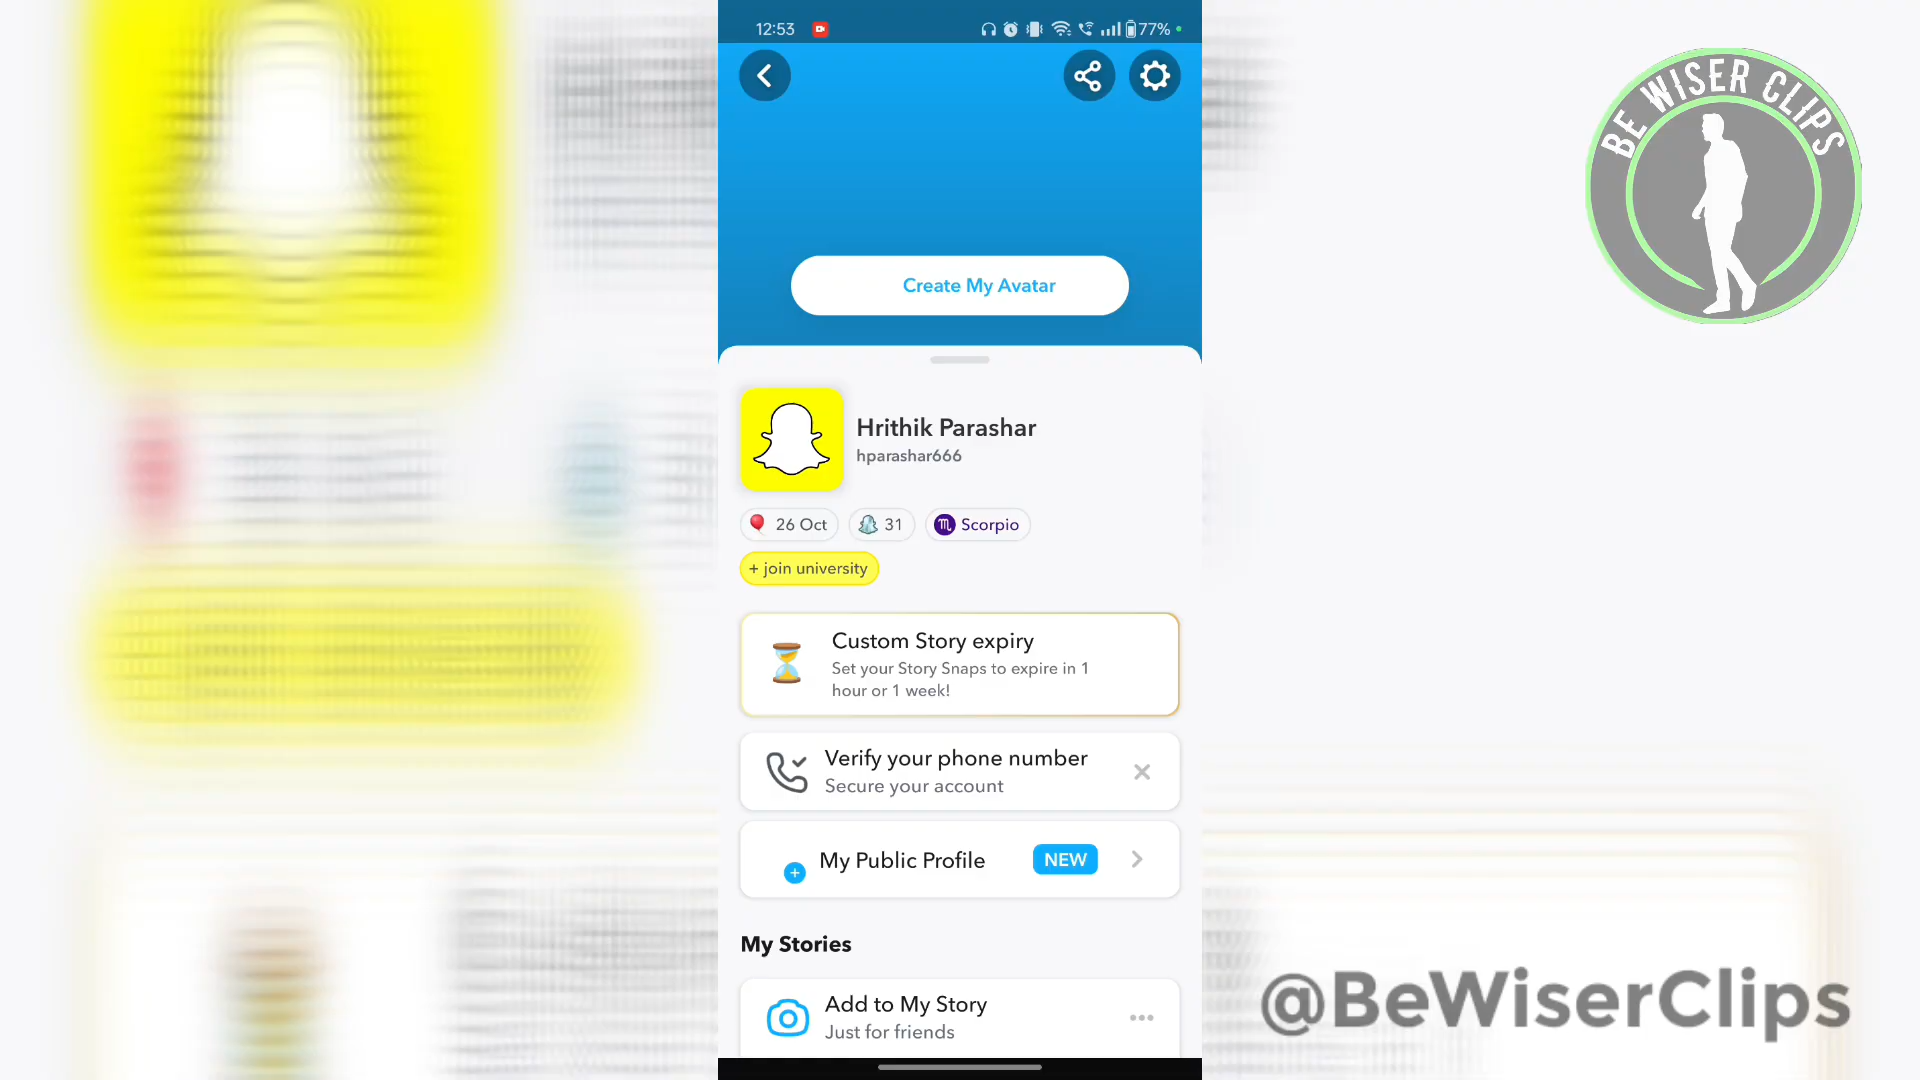 12:53
77%
BE WISER CLIPS
Create My Avatar
Hrithik Parashar
hparashar666
26 Oct
31
Scorpio
+ join university
Custom Story expiry
Set your Story Snaps to expire in 1
hour or 1 week!
Verify your phone number
Secure your account
My Public Profile
NEW
My Stories
Add to My Story
Just for friends
@BeWiserClips